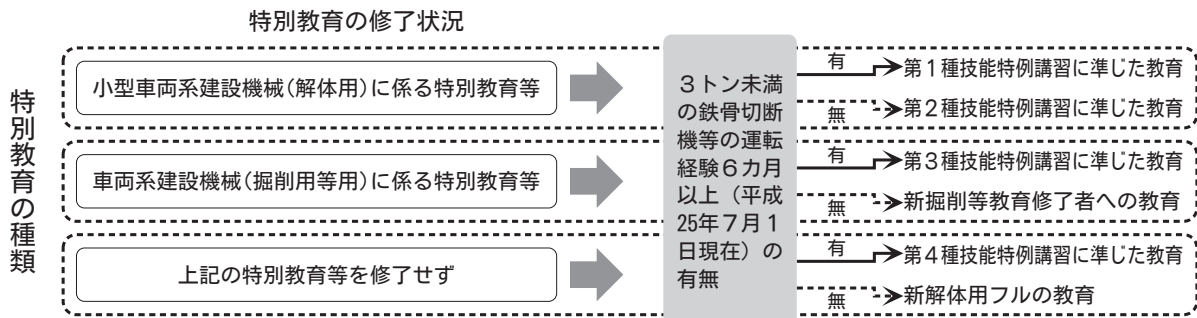 特別教育の修了状況
特別教育の種類
小型車両系建設機械(解体用)に係る特別教育等
車両系建設機械(掘削用等用)に係る特別教育等
上記の特別教育等を修了せず
3トン未満
の鉄骨切断
機等の運転
経験6カ月
以上(平成
25年7月1
日現在)の
有無
有
第1種技能特例講習に準じた教育
無
第2種技能特例講習に準じた教育
有
第3種技能特例講習に準じた教育
無
新掘削等教育修了者への教育
有
第4種技能特例講習に準じた教育
無
新解体用フルの教育